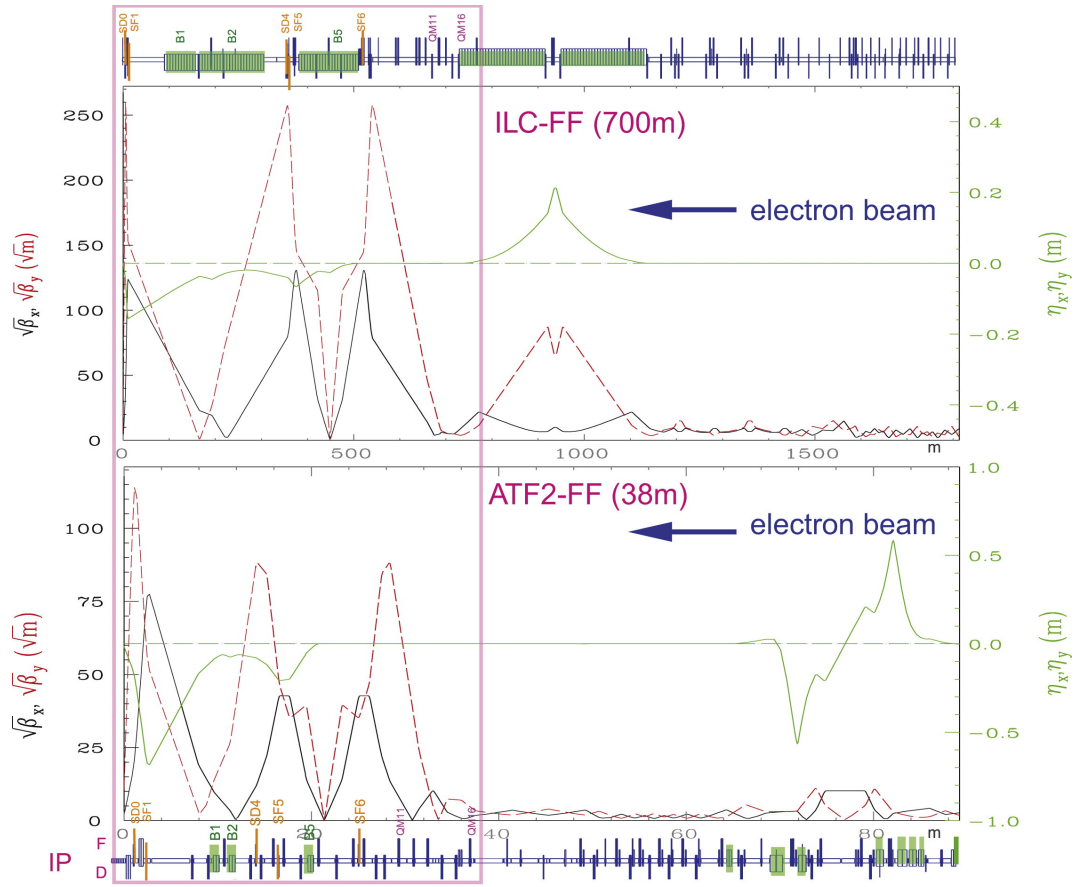 SD0 SF1 B1 B2 SD4 SF5 B5 SF6 QM11 QM16
ILC-FF (700m)
electron beam
250
200
150
100
50
0
√βx, √βy (√m)
0.4
0.2
0.0
−0.2
−0.4
ηx,ηy (m)
0 500 1000 1500 m
ATF2-FF (38m)
electron beam
100
75
50
25
0
√βx, √βy (√m)
1.0
0.5
0.0
−0.5
−1.0
ηx,ηy (m)
SD0 SF1 B1 B2 SD4 SF5 B5 SF6 QM11 QM16
0 20 40 60 80 m
F
IP
D